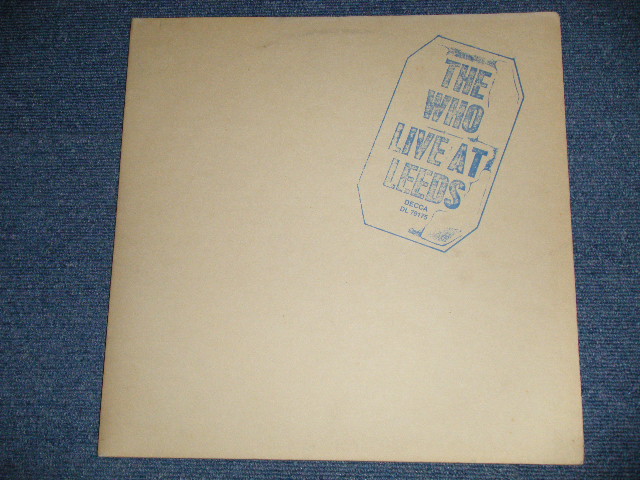 THE
WHO
LIVE AT
LEEDS
DECCA
DL 79175